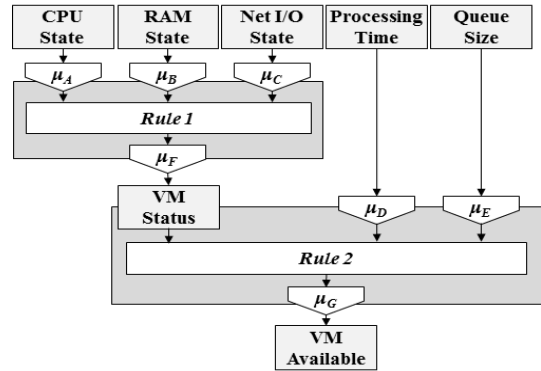 CPU State
RAM State
Net I/O State
Processing Time
Queue Size
μA
μB
μC
Rule 1
μF
VM Status
μD
μE
Rule 2
μG
VM Available